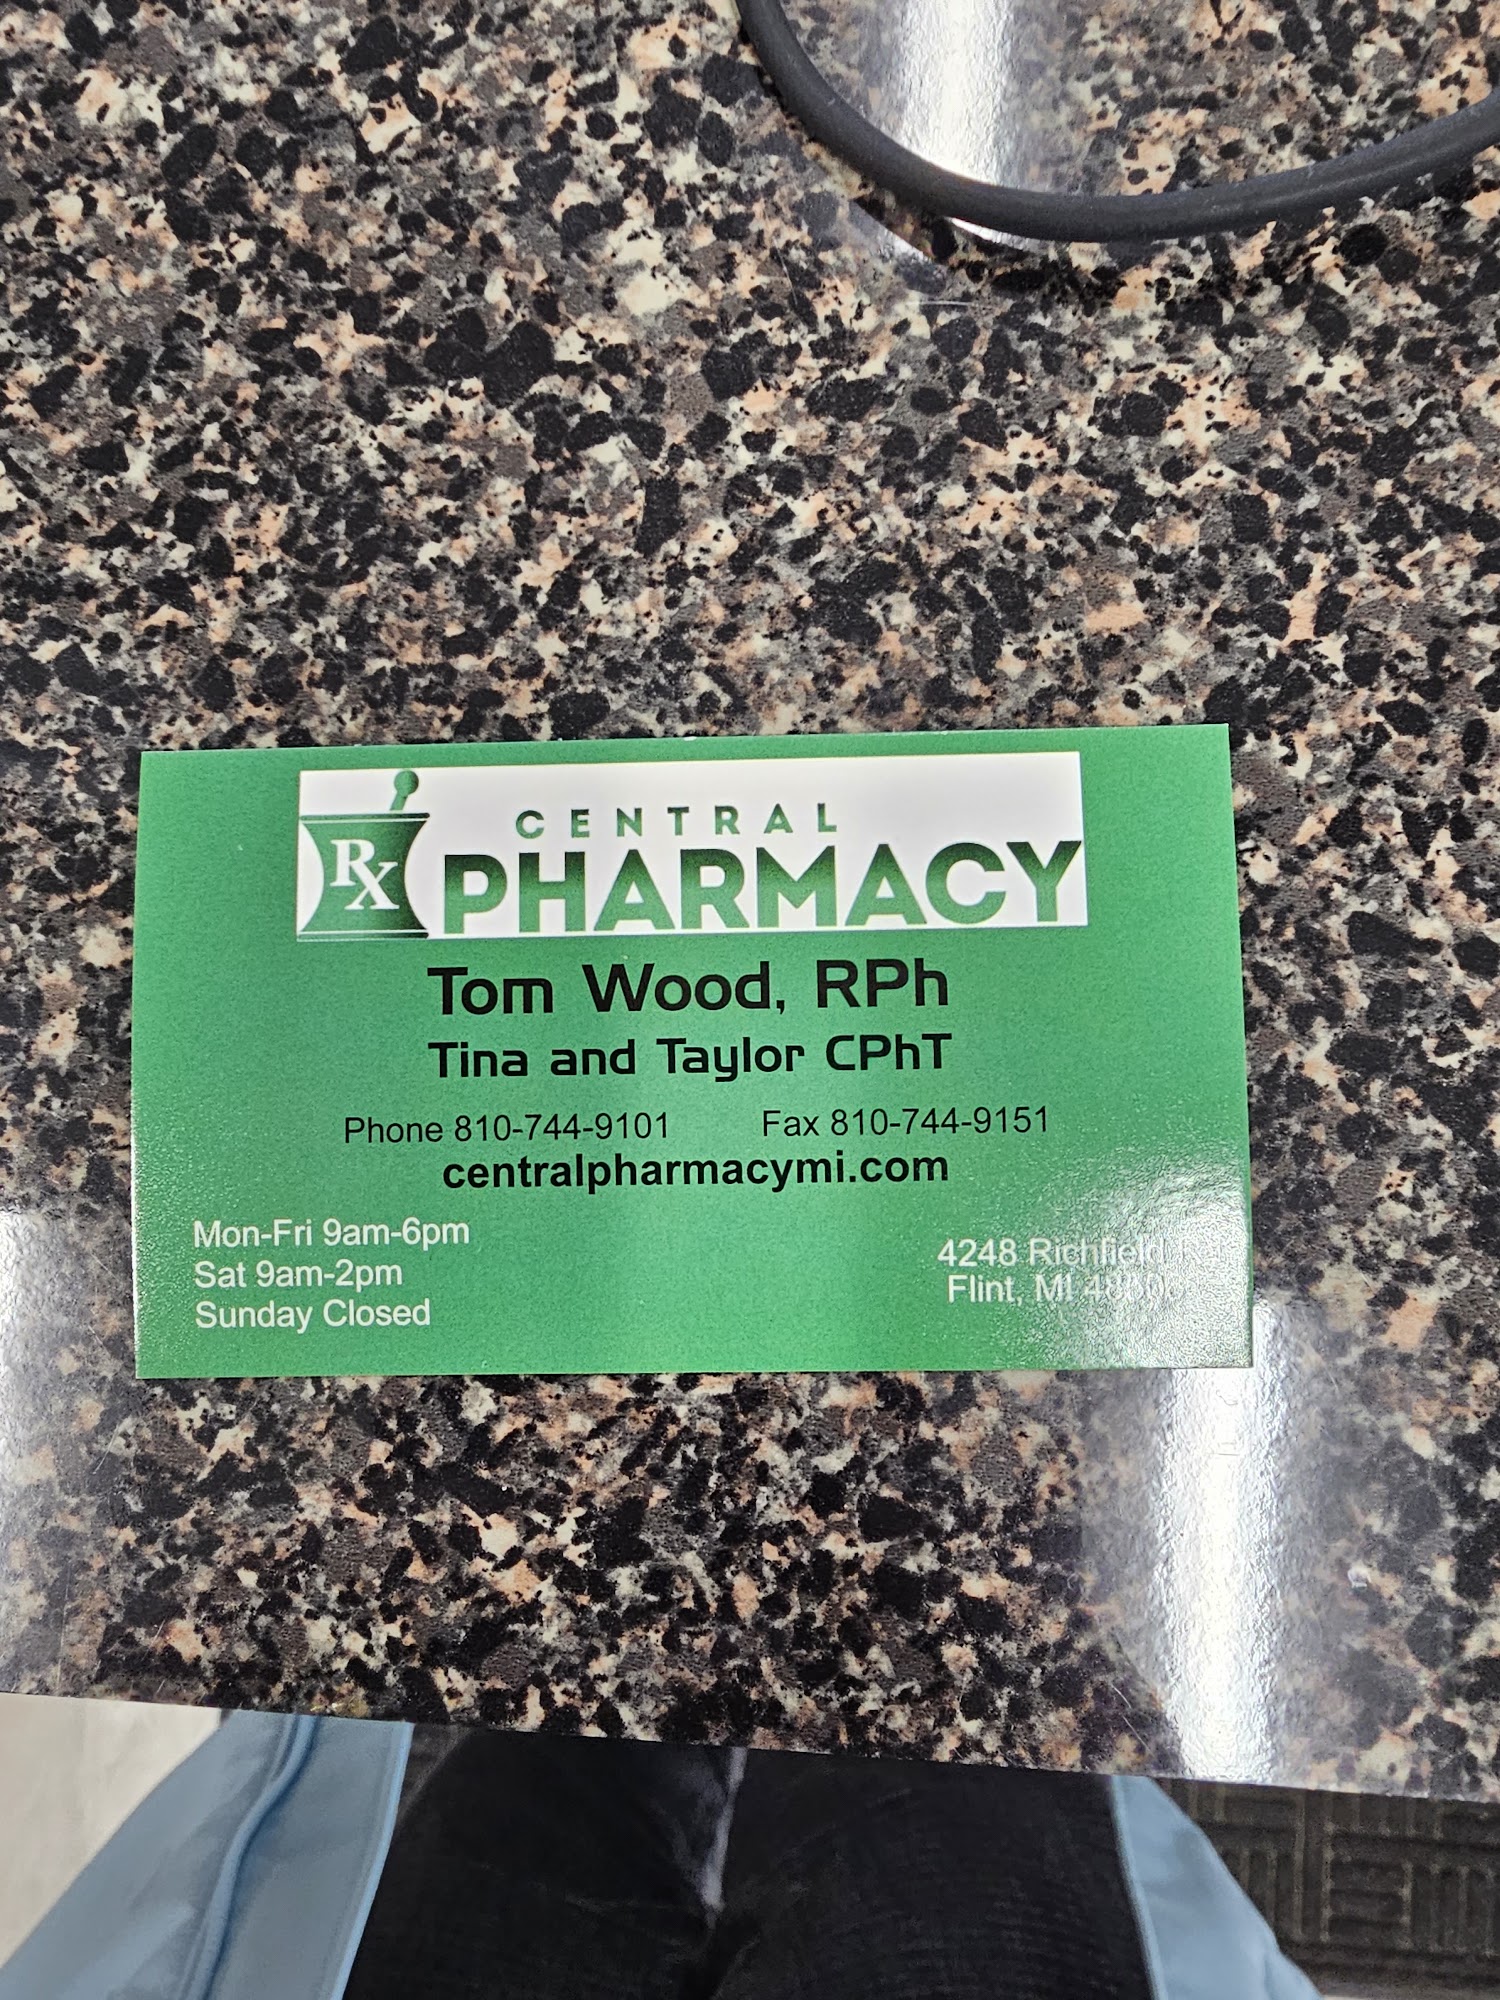 Rx
CENTRAL
PHARMACY
Tom Wood, RPh
Tina and Taylor CPhT
Phone 810-744-9101 Fax 810-744-9151
centralpharmacymi.com
Mon-Fri 9am-6pm
Sat 9am-2pm
Sunday Closed
4248 Richfield
Flint, MI